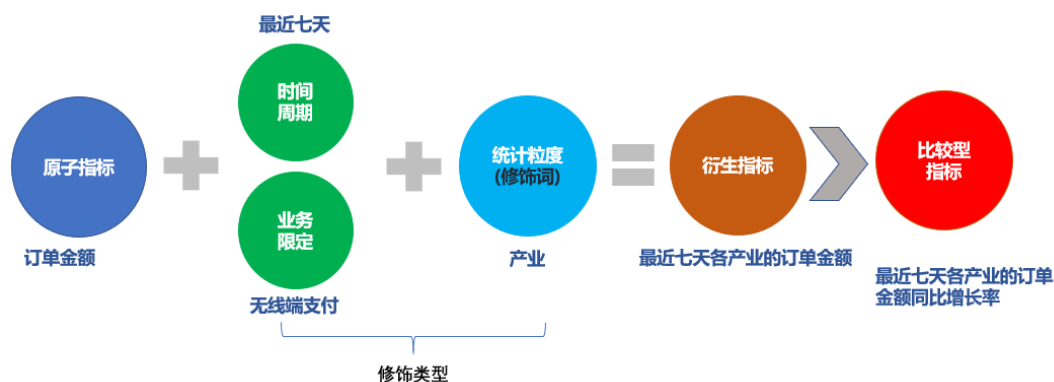 最近七天
时间
周期
原子指标
订单金额
业务
限定
无线端支付
统计粒度
(修饰词)
产业
修饰类型
衍生指标
最近七天各产业的订单金额
比较型
指标
最近七天各产业的订单
金额同比增长率